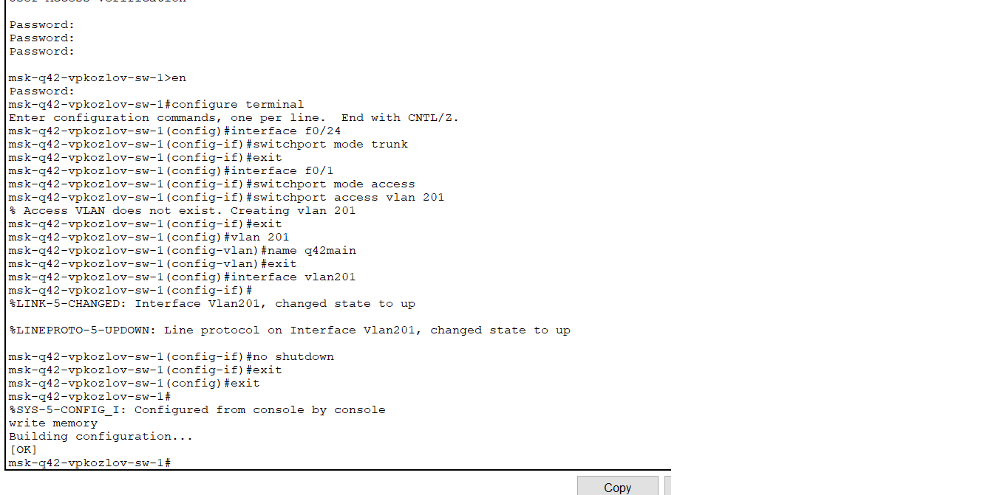 User Access Verification
Password:
Password:
Password:
msk-q42-vpkozlov-sw-1>en
Password:
msk-q42-vpkozlov-sw-1#configure terminal
Enter configuration commands, one per line.  End with CNTL/Z.
msk-q42-vpkozlov-sw-1(config)#interface f0/24
msk-q42-vpkozlov-sw-1(config-if)#switchport mode trunk
msk-q42-vpkozlov-sw-1(config-if)#exit
msk-q42-vpkozlov-sw-1(config)#interface f0/1
msk-q42-vpkozlov-sw-1(config-if)#switchport mode access
msk-q42-vpkozlov-sw-1(config-if)#switchport access vlan 201
% Access VLAN does not exist. Creating vlan 201
msk-q42-vpkozlov-sw-1(config-if)#exit
msk-q42-vpkozlov-sw-1(config)#vlan 201
msk-q42-vpkozlov-sw-1(config-vlan)#name q42main
msk-q42-vpkozlov-sw-1(config-vlan)#exit
msk-q42-vpkozlov-sw-1(config)#interface vlan201
msk-q42-vpkozlov-sw-1(config-if)#
%LINK-5-CHANGED: Interface Vlan201, changed state to up
%LINEPROTO-5-UPDOWN: Line protocol on Interface Vlan201, changed state to up
msk-q42-vpkozlov-sw-1(config-if)#no shutdown
msk-q42-vpkozlov-sw-1(config-if)#exit
msk-q42-vpkozlov-sw-1(config)#exit
msk-q42-vpkozlov-sw-1#
%SYS-5-CONFIG_I: Configured from console by console
write memory
Building configuration...
[OK]
msk-q42-vpkozlov-sw-1#
Copy